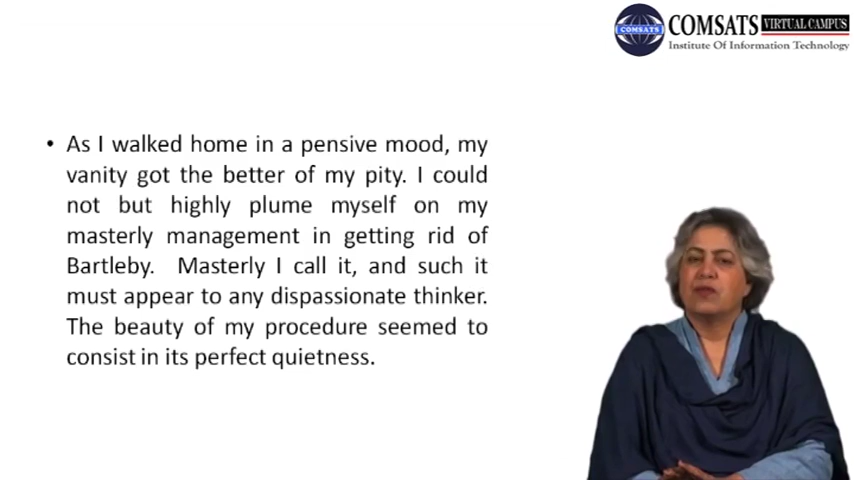 COMSATS VIRTUAL CAMPUS
COMSATS
Institute Of Information Technology
• As I walked home in a pensive mood, my
vanity got the better of my pity. I could
not but highly plume myself on my
masterly management in getting rid of
Bartleby. Masterly I call it, and such it
must appear to any dispassionate thinker.
The beauty of my procedure seemed to
consist in its perfect quietness.